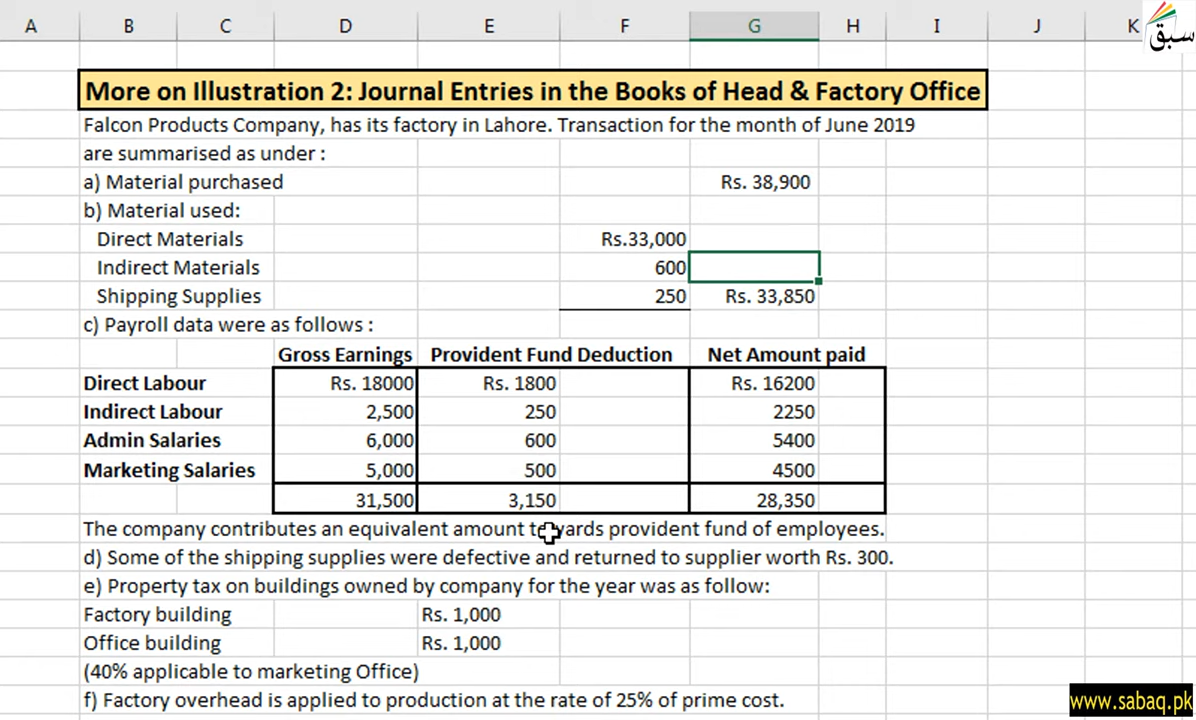 A B C D E F G H I J K
سبق
More on Illustration 2: Journal Entries in the Books of Head & Factory Office
Falcon Products Company, has its factory in Lahore. Transaction for the month of June 2019
are summarised as under :
a) Material purchased Rs. 38,900
b) Material used:
Direct Materials Rs.33,000
Indirect Materials 600
Shipping Supplies 250 Rs. 33,850
c) Payroll data were as follows :
Gross Earnings Provident Fund Deduction Net Amount paid
Direct Labour Rs. 18000 Rs. 1800 Rs. 16200
Indirect Labour 2,500 250 2250
Admin Salaries 6,000 600 5400
Marketing Salaries 5,000 500 4500
31,500 3,150 28,350
The company contributes an equivalent amount towards provident fund of employees.
d) Some of the shipping supplies were defective and returned to supplier worth Rs. 300.
e) Property tax on buildings owned by company for the year was as follow:
Factory building Rs. 1,000
Office building Rs. 1,000
(40% applicable to marketing Office)
f) Factory overhead is applied to production at the rate of 25% of prime cost.
www.sabaq.pk